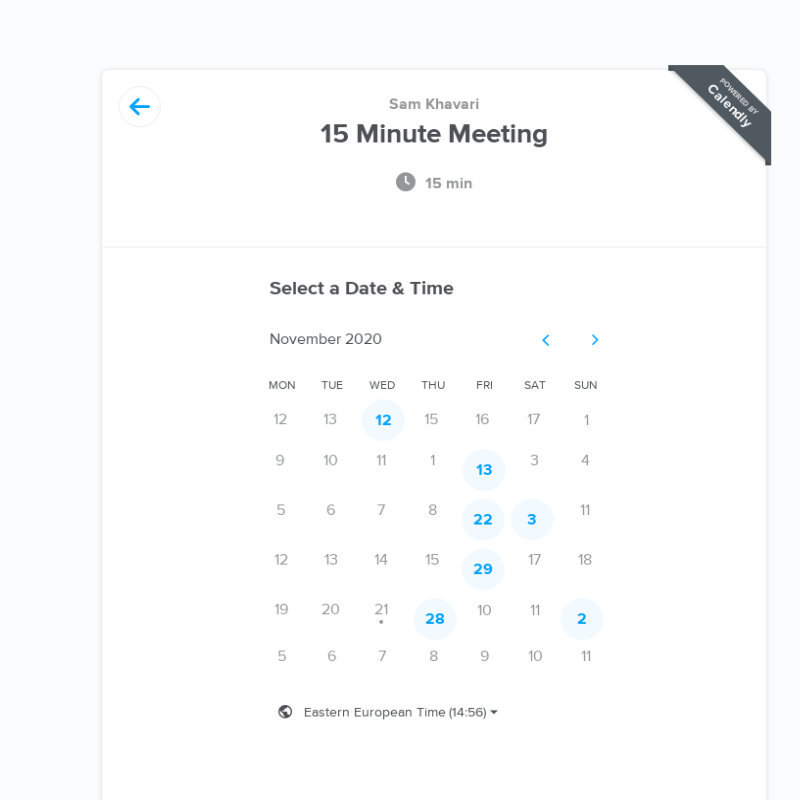 POWERED BY
Calendly
Sam Khavari
15 Minute Meeting
15 min
Select a Date & Time
November 2020
MON TUE WED THU FRI SAT SUN
12 13 12 15 16 17 1
9 10 11 1 13 3 4
5 6 7 8 22 3 11
12 13 14 15 29 17 18
19 20 21 28 10 11 2
5 6 7 8 9 10 11
Eastern European Time (14:56)